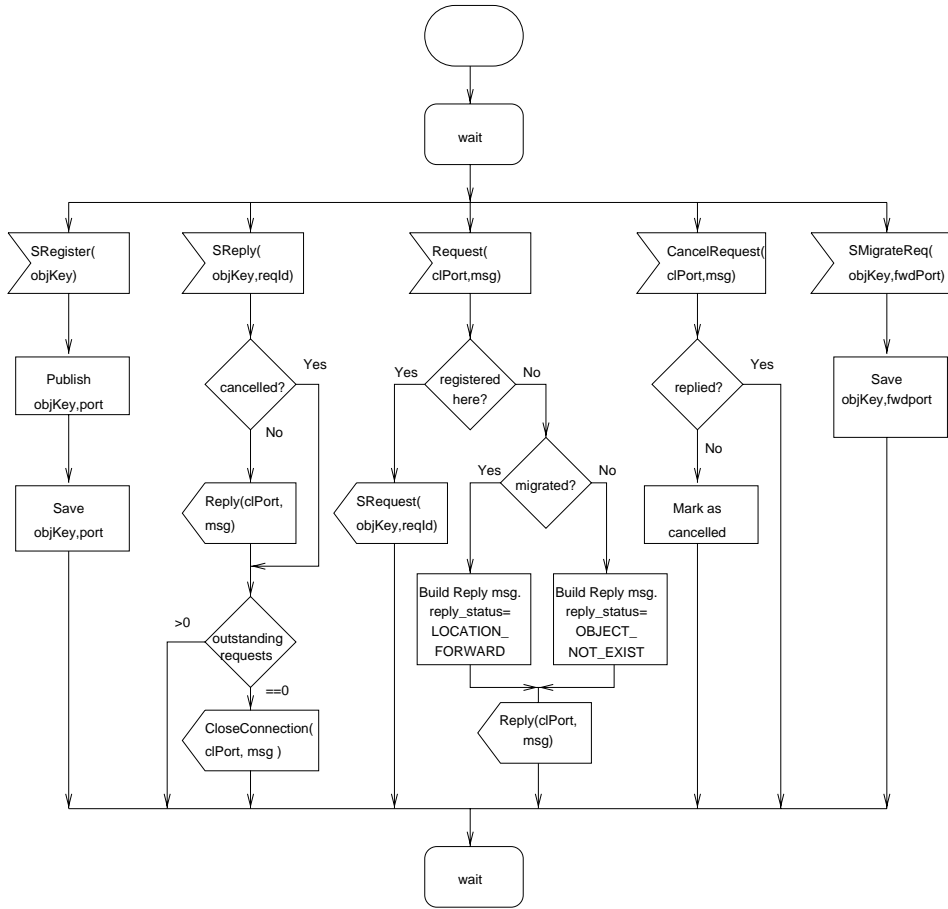 wait
SRegister(
objKey)
SReply(
objKey,reqId)
Request(
clPort,msg)
CancelRequest(
clPort,msg)
SMigrateReq(
objKey,fwdPort)
Publish
objKey,port
Save
objKey,port
cancelled?
Yes
No
Reply(clPort,
msg)
outstanding
requests
>0
==0
CloseConnection(
clPort, msg )
registered
here?
Yes
No
SRequest(
objKey,reqId)
migrated?
Yes
No
Build Reply msg.
reply_status=
LOCATION_
FORWARD
Build Reply msg.
reply_status=
OBJECT_
NOT_EXIST
Reply(clPort,
msg)
replied?
Yes
No
Mark as
cancelled
Save
objKey,fwdport
wait